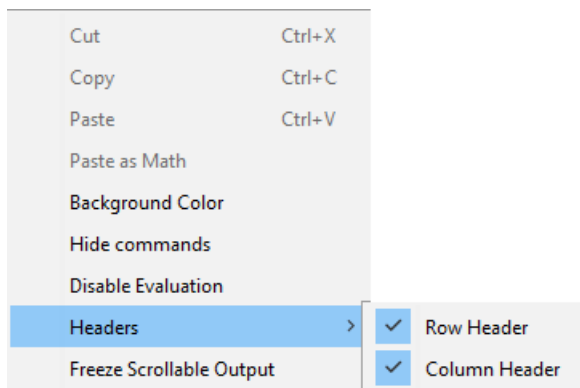 Cut Ctrl+X
Copy Ctrl+C
Paste Ctrl+V
Paste as Math
Background Color
Hide commands
Disable Evaluation
Headers > Row Header
Freeze Scrollable Output Column Header